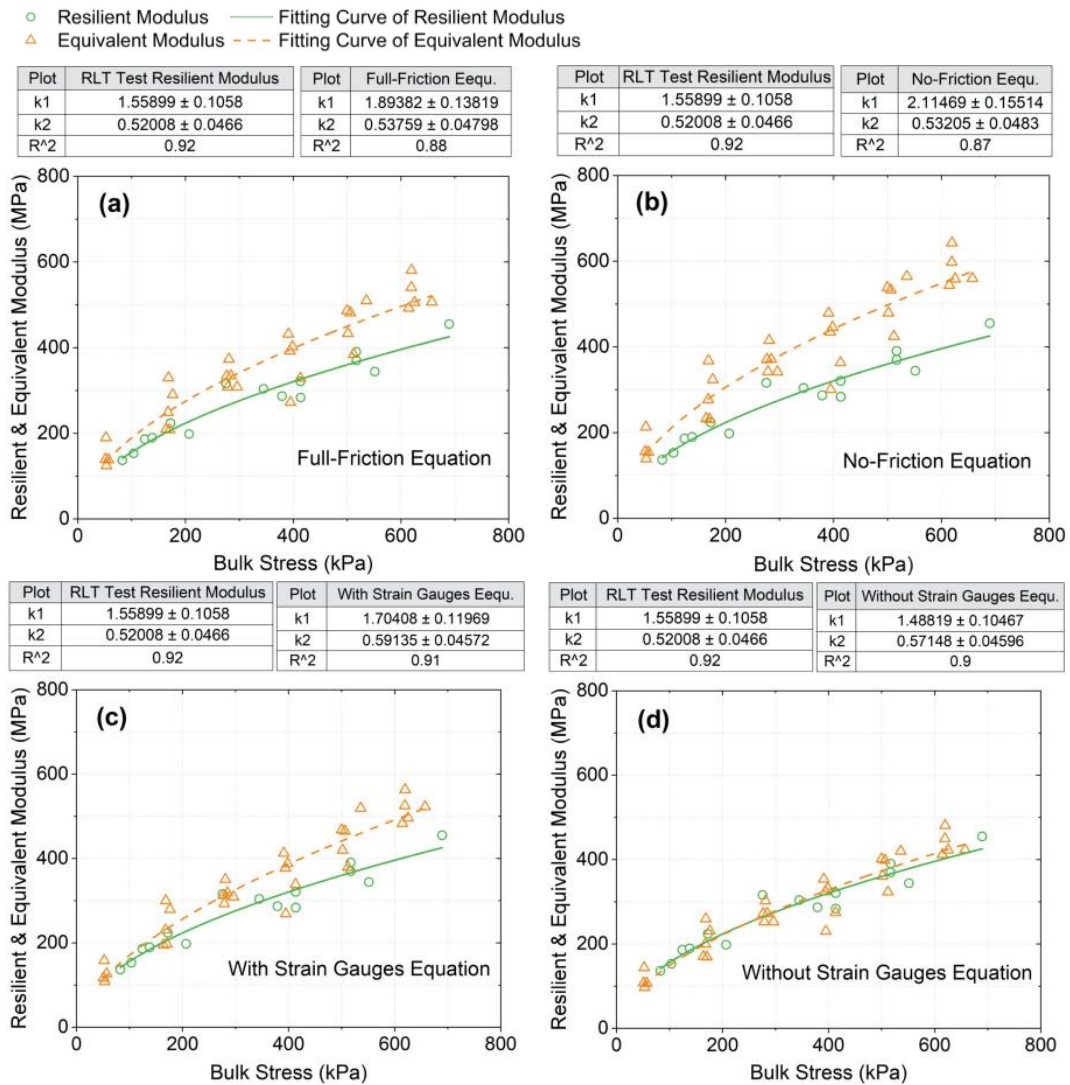 Resilient Modulus Fitting Curve of Resilient Modulus
Equivalent Modulus Fitting Curve of Equivalent Modulus
Plot RLT Test Resilient Modulus Full-Friction Eequ.
k1 1.55899 ± 0.1058 k1 1.89382 ± 0.13819
k2 0.52008 ± 0.0466 k2 0.53759 ± 0.04798
R^2 0.92 R^2 0.88
Plot RLT Test Resilient Modulus Plot No-Friction Eequ.
k1 1.55899 ± 0.1058 k1 2.11469 ± 0.15514
k2 0.52008 ± 0.0466 k2 0.53205 ± 0.0483
R^2 0.92 R^2 0.87
Resilient & Equivalent Modulus (MPa)
800
600
400
200
0
(a)
Full-Friction Equation
0 200 400 600 800
Bulk Stress (kPa)
Resilient & Equivalent Modulus (MPa)
800
600
400
200
0
(b)
No-Friction Equation
0 200 400 600 800
Bulk Stress (kPa)
Plot RLT Test Resilient Modulus Plot With Strain Gauges Eequ.
k1 1.55899 ± 0.1058 k1 1.70408 ± 0.11969
k2 0.52008 ± 0.0466 k2 0.59135 ± 0.04572
R^2 0.92 R^2 0.91
Plot RLT Test Resilient Modulus Plot Without Strain Gauges Eequ.
k1 1.55899 ± 0.1058 k1 1.48819 ± 0.10467
k2 0.52008 ± 0.0466 k2 0.57148 ± 0.04596
R^2 0.92 R^2 0.9
Resilient & Equivalent Modulus (MPa)
800
600
400
200
0
(c)
With Strain Gauges Equation
0 200 400 600 800
Bulk Stress (kPa)
Resilient & Equivalent Modulus (MPa)
800
600
400
200
0
(d)
Without Strain Gauges Equation
0 200 400 600 800
Bulk Stress (kPa)